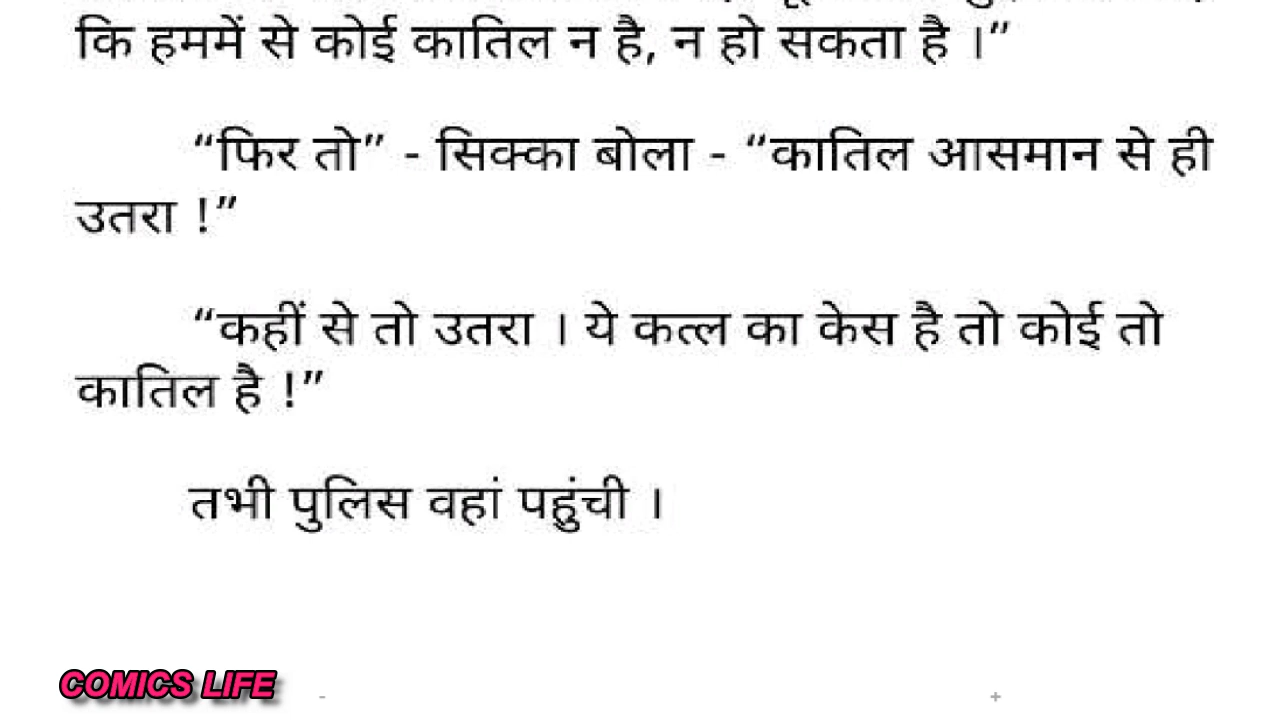 कि हममें से कोई कातिल न है, न हो सकता है ।”
“फिर तो” - सिक्का बोला - “कातिल आसमान से ही
उतरा !”
“कहीं से तो उतरा । ये कत्ल का केस है तो कोई तो
कातिल है !”
तभी पुलिस वहां पहुंची ।
COMICS LIFE
- +